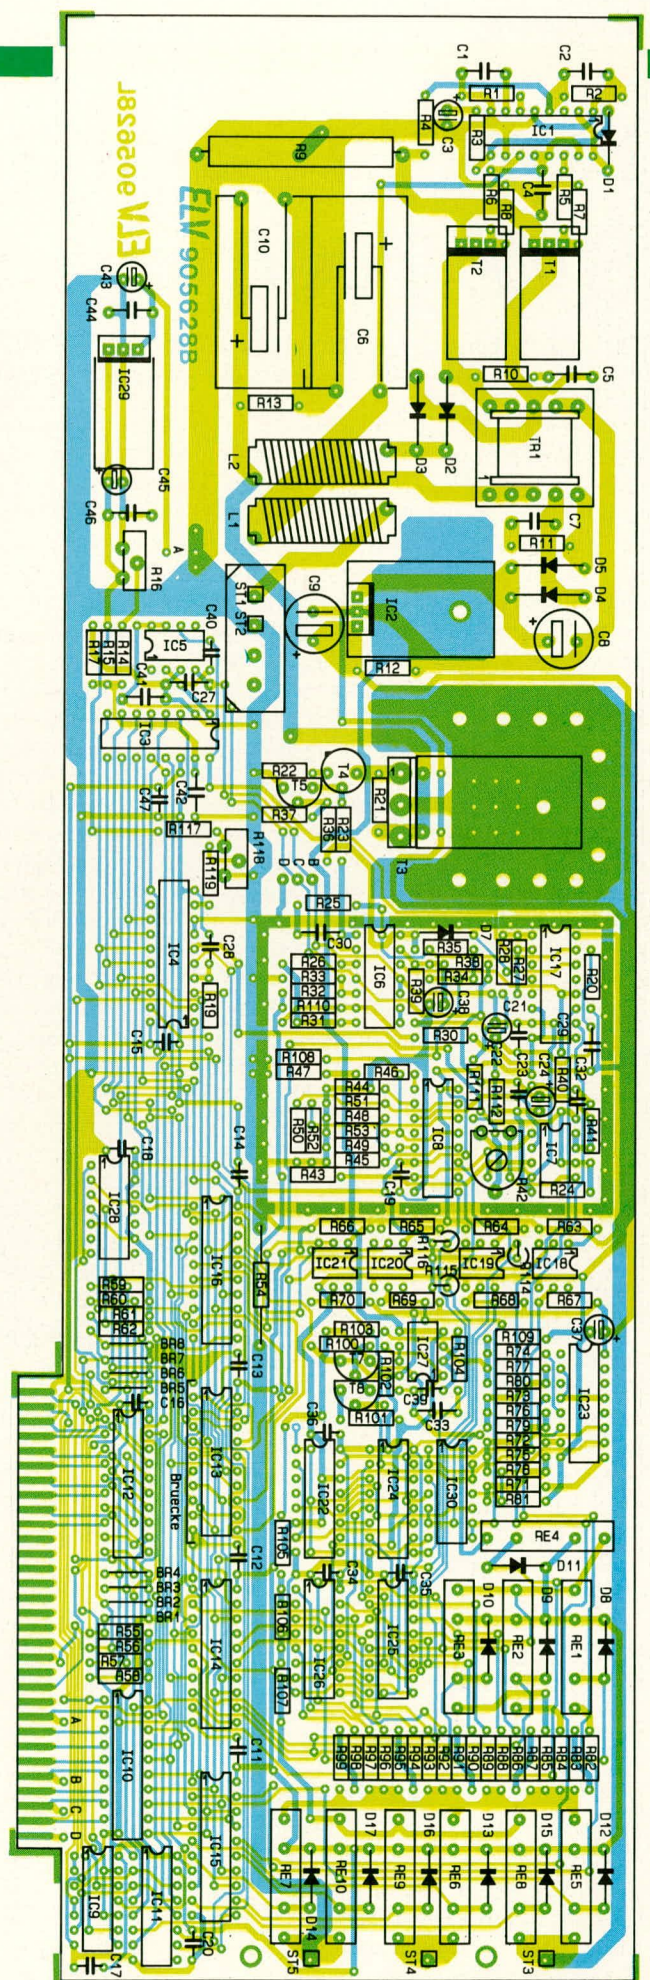 C1
C2
R1
R2
R4
C3
R3
IC1
D1
ELW 905628L
ELW 905628B
R9
R6
R8
C4
R5
R7
C10
C6
T2
T1
C43
C44
IC29
R10
C5
R13
L2
L1
D3
D2
TR1
C45
C46
C7
R11
D5
D4
A
R16
ST1
ST2
C9
IC2
C8
R17
R15
R14
IC5
C40
R12
C41
C27
IC3
R22
T4
T5
R21
C47
C42
R37
R36
R23
T3
R117
R118
R119
D
C
B
R25
IC4
C28
C30
D7
R35
IC6
R38
R34
R28
R27
IC17
R20
R26
R33
R32
R110
R31
R39
C38
R19
C21
C29
C15
R30
C22
C23
C24
R40
C32
R108
R47
R46
R111
R112
R41
R44
R51
R48
R53
R49
R45
R50
R52
IC8
IC7
C18
C14
R43
C19
R42
R24
IC28
IC16
R66
R65
R64
R63
R116
IC21
IC20
IC19
IC18
R54
R115
R114
R59
R60
R61
R62
R70
R69
R68
R67
C37
R103
R100
IC27
R104
R109
R74
R77
R80
R73
R76
R79
R72
R75
R78
R71
R81
IC23
BR8
BR7
BR6
BR5
C16
C13
T7
R102
T6
R101
C39
C33
C36
IC12
Bruecke
IC13
IC22
IC24
IC30
RE4
R105
C12
C34
C35
D11
BR4
BR3
BR2
BR1
D10
D9
D8
R55
R56
R57
R58
IC14
R106
IC26
IC25
RE3
RE2
RE1
R107
A
IC10
B
C
D
C11
R99
R98
R97
R96
R95
R94
R93
R92
R91
R90
R89
R88
R86
R87
R85
R84
R83
R82
IC15
D17
D16
D13
D15
D12
RE7
RE10
RE9
RE6
RE8
RE5
IC9
IC11
D14
C17
C20
ST5
ST4
ST3